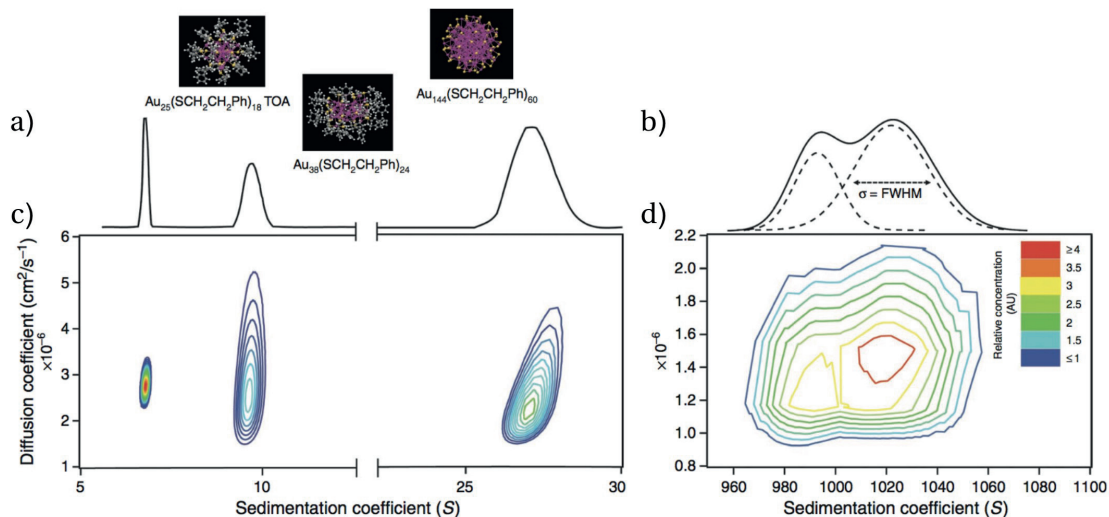 Au₂₅(SCH₂CH₂Ph)₁₈ TOA
Au₃₈(SCH₂CH₂Ph)₂₄
Au₁₄₄(SCH₂CH₂Ph)₆₀
a)
b)
σ = FWHM
c)
Diffusion coefficient (cm²/s⁻¹)
×10⁻⁶
6
5
4
3
2
1
5
10
25
30
Sedimentation coefficient (S)
d)
×10⁻⁶
2.2
2.0
1.8
1.6
1.4
1.2
1.0
0.8
960
980
1000
1020
1040
1060
1080
1100
Sedimentation coefficient (S)
Relative concentration
(AU)
≥4
3.5
3
2.5
2
1.5
≤1